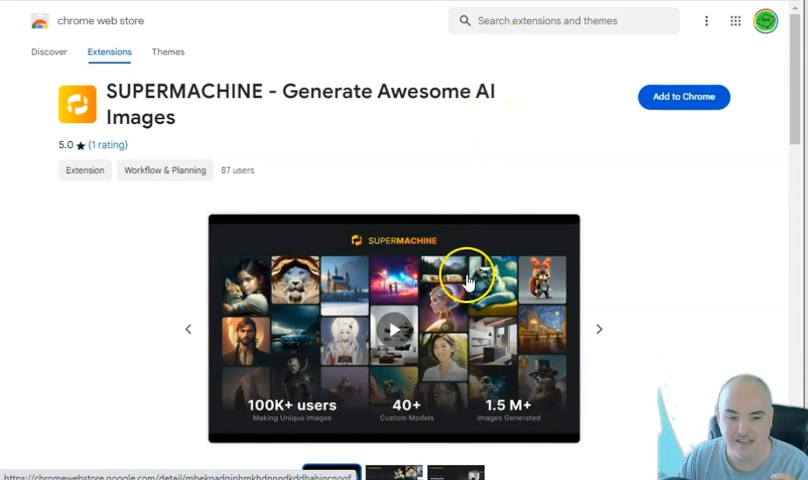 chrome web store
Search extensions and themes
Discover
Extensions
Themes
SUPERMACHINE - Generate Awesome AI
Images
Add to Chrome
5.0 ★ (1 rating)
Extension
Workflow & Planning
87 users
SUPERMACHINE
100K+ users
Making Unique Images
40+
Custom Models
1.5 M+
Images Generated